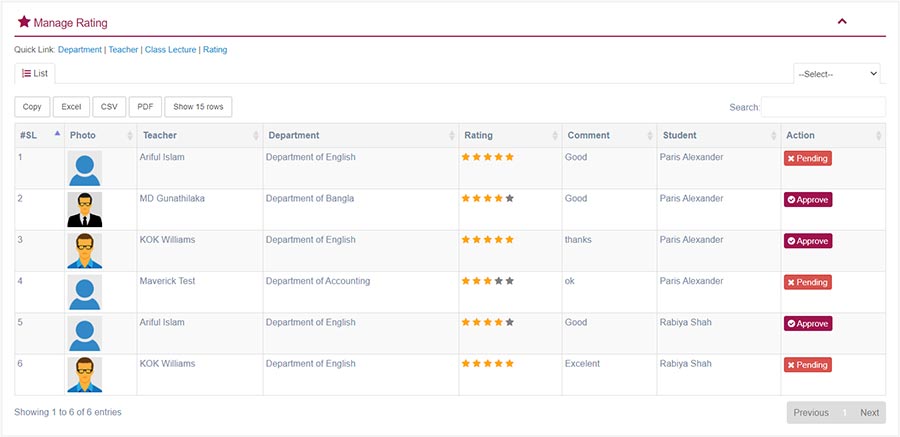 Manage Rating
Quick Link: Department | Teacher | Class Lecture | Rating
List
--Select--
Copy Excel CSV PDF Show 15 rows Search:
#SL Photo Teacher Department Rating Comment Student Action
1 Ariful Islam Department of English Good Paris Alexander Pending
2 MD Gunathilaka Department of Bangla Good Paris Alexander Approve
3 KOK Williams Department of English thanks Paris Alexander Approve
4 Maverick Test Department of Accounting ok Paris Alexander Pending
5 Ariful Islam Department of English Good Rabiya Shah Approve
6 KOK Williams Department of English Excelent Rabiya Shah Pending
Showing 1 to 6 of 6 entries Previous 1 Next